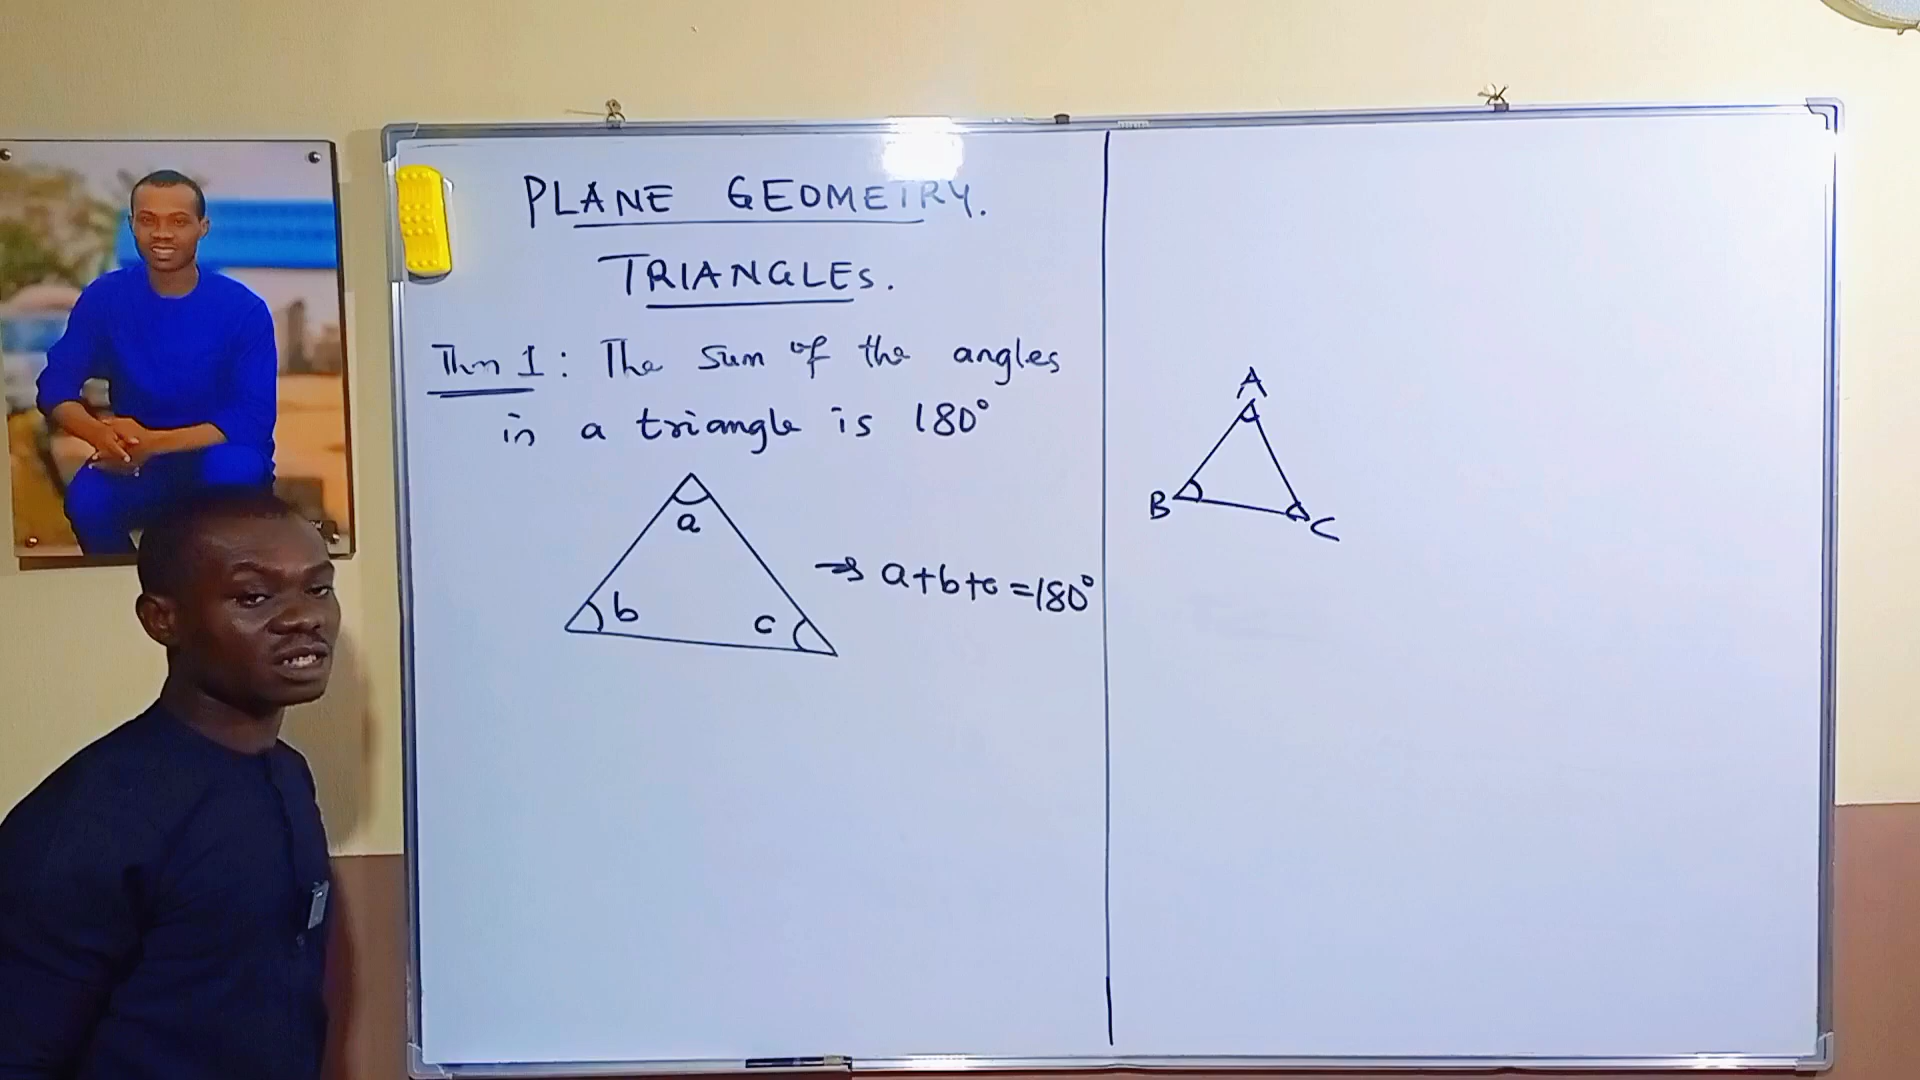 PLANE GEOMETRY.
TRIANGLES.
Thm 1: The sum of the angles
in a triangle is 180°
a
b
c
⇒ a+b+c=180°
A
B
C